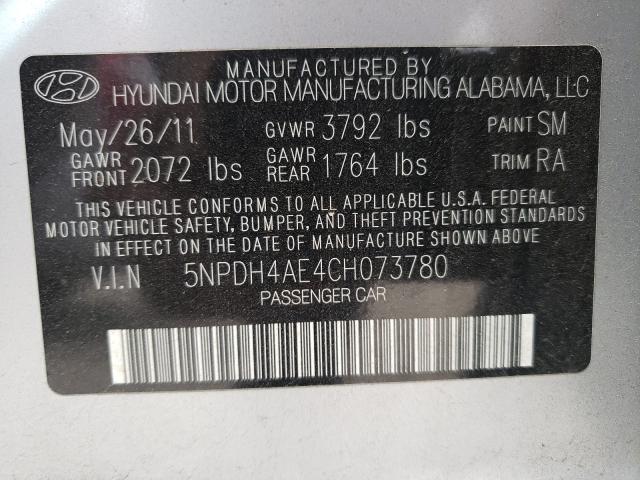 MANUFACTURED BY
HYUNDAI MOTOR MANUFACTURING ALABAMA, LLC
May/26/11 GVWR 3792 lbs PAINT SM
GAWR FRONT 2072 lbs GAWR REAR 1764 lbs TRIM RA
THIS VEHICLE CONFORMS TO ALL APPLICABLE U.S.A. FEDERAL
MOTOR VEHICLE SAFETY, BUMPER, AND THEFT PREVENTION STANDARDS
IN EFFECT ON THE DATE OF MANUFACTURE SHOWN ABOVE
V.I.N 5NPDH4AE4CH073780
PASSENGER CAR